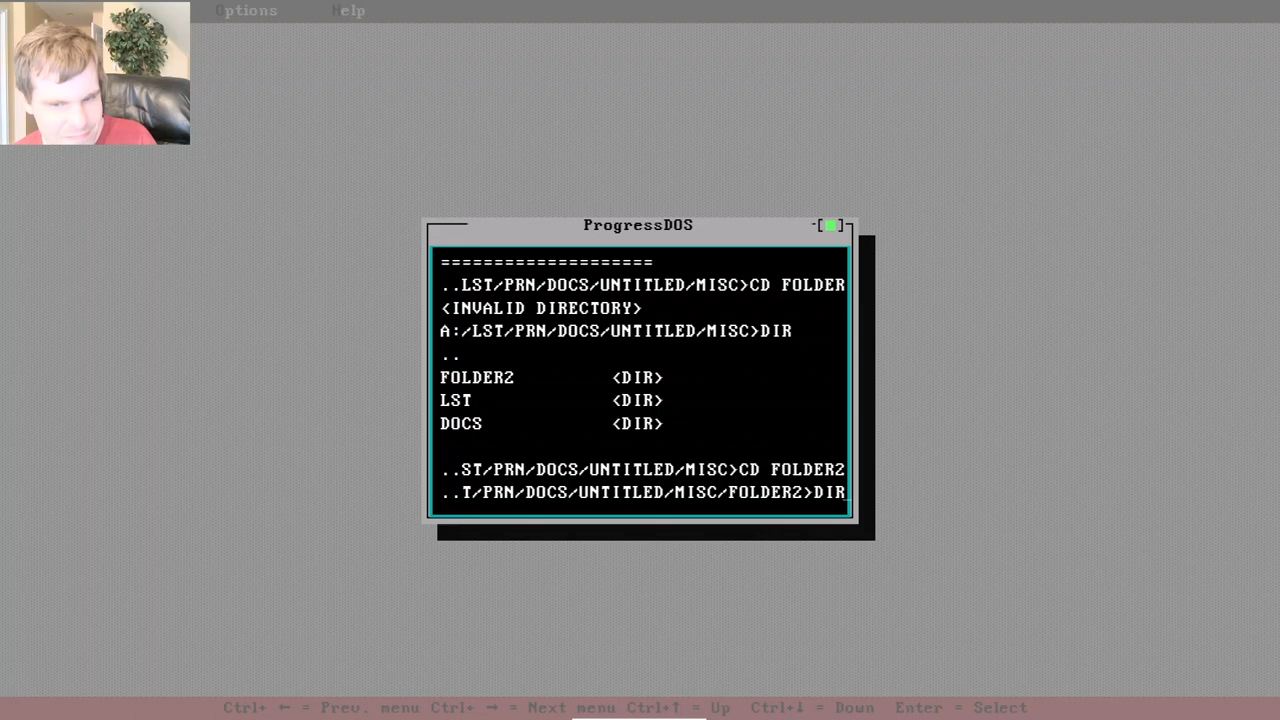 Options Help
ProgressDOS
====================
..LST/PRN/DOCS/UNTITLED/MISC>CD FOLDER
<INVALID DIRECTORY>
A:/LST/PRN/DOCS/UNTITLED/MISC>DIR
..
FOLDER2 <DIR>
LST <DIR>
DOCS <DIR>
..ST/PRN/DOCS/UNTITLED/MISC>CD FOLDER2
..T/PRN/DOCS/UNTITLED/MISC/FOLDER2>DIR_
Ctrl+ ← = Prev. menu Ctrl+ → = Next menu Ctrl+↑ = Up Ctrl+↓ = Down Enter = Select